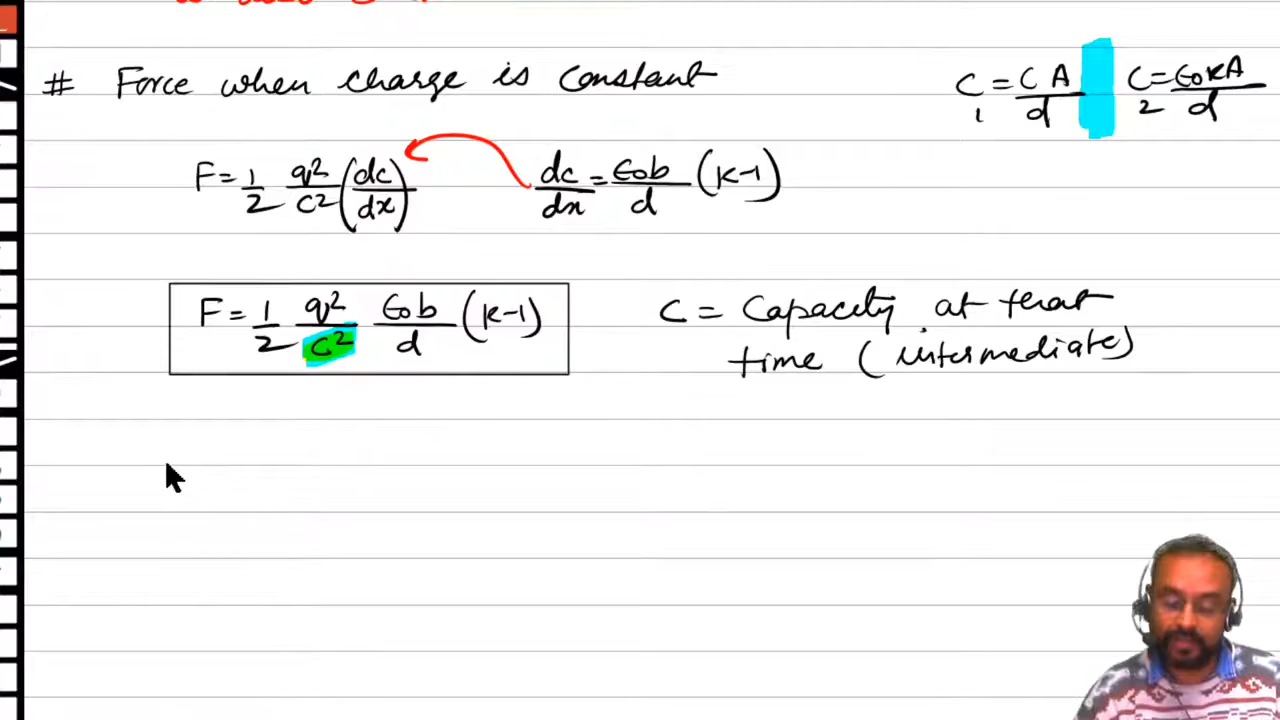 # Force when charge is constant
C₁ = C A / d   C₂ = ϵ₀KA / d
F = 1/2 q²/C² (dc/dx)   dc/dx = ϵ₀b/d (K-1)
F = 1/2 q²/C² ϵ₀b/d (K-1)   C = Capacity at that
time (intermediate)